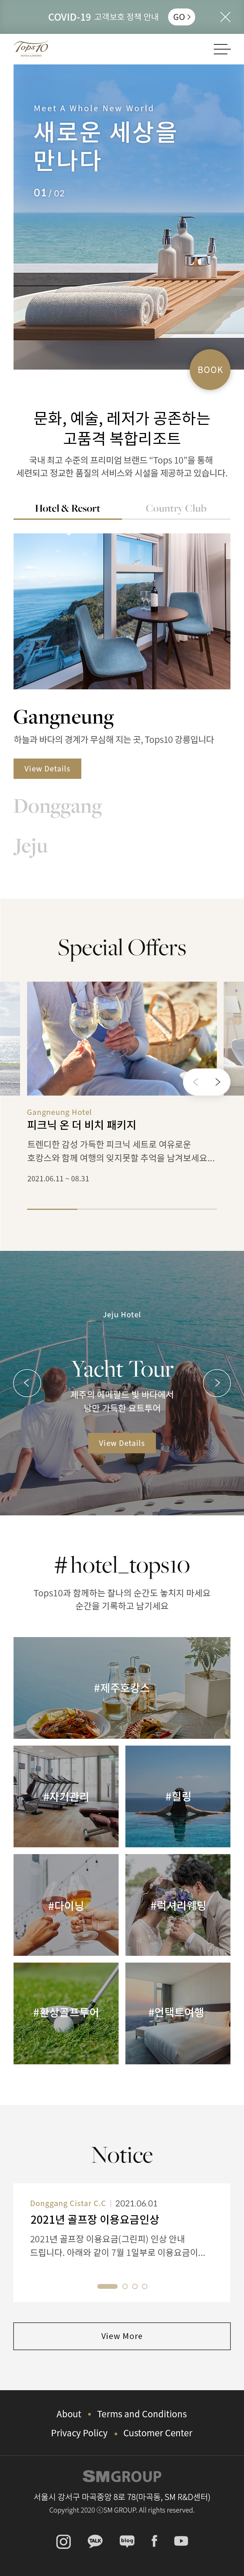 COVID-19 고객보호 정책 안내 GO
Tops10
Meet A Whole New World
새로운 세상을
만나다
01 / 02
BOOK
문화, 예술, 레저가 공존하는
고품격 복합리조트
국내 최고 수준의 프리미엄 브랜드 “Tops 10”을 통해
세련되고 정교한 품질의 서비스와 시설을 제공하고 있습니다.
Hotel & Resort Country Club
Gangneung
하늘과 바다의 경계가 무심해 지는 곳, Tops10 강릉입니다
View Details
Donggang
Jeju
Special Offers
Gangneung Hotel
피크닉 온 더 비치 패키지
트렌디한 감성 가득한 피크닉 세트로 여유로운
호캉스와 함께 여행의 잊지못할 추억을 남겨보세요...
2021.06.11 ~ 08.31
Jeju Hotel
Yacht Tour
제주의 에메랄드 빛 바다에서
낭만 가득한 요트투어
View Details
# hotel_tops10
Tops10과 함께하는 찰나의 순간도 놓치지 마세요
순간을 기록하고 남기세요
#제주호캉스
#자기관리
#힐링
#다이닝
#럭셔리웨딩
#환상골프투어
#언택트여행
Notice
Donggang Cistar C.C | 2021.06.01
2021년 골프장 이용요금인상
2021년 골프장 이용요금(그린피) 인상 안내
드립니다. 아래와 같이 7월 1일부로 이용요금이...
View More
About • Terms and Conditions
Privacy Policy • Customer Center
SMGROUP
서울시 강서구 마곡중앙 8로 78(마곡동, SM R&D센터)
Copyright 2020 ⓒSM GROUP. All rights reserved.
TALK
blog